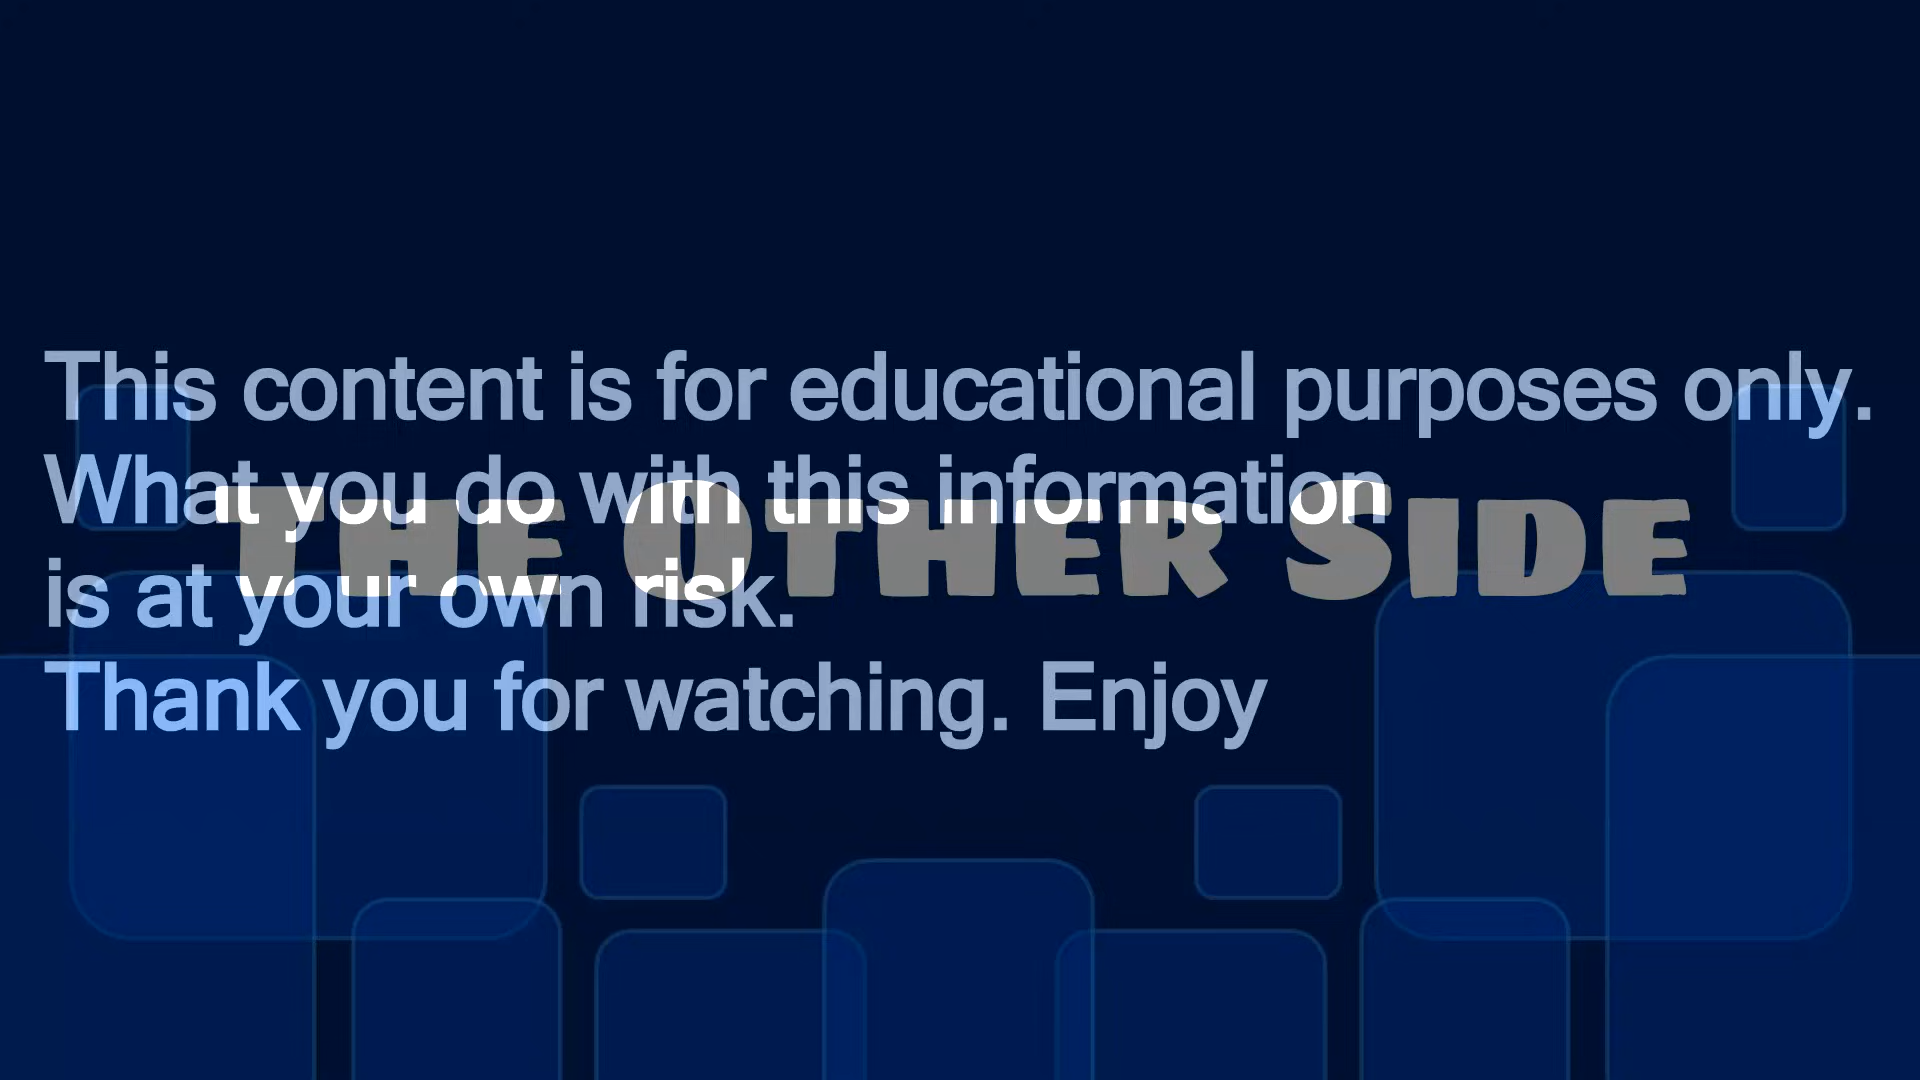 This content is for educational purposes only.
What you do with this information
The Other Side
is at your own risk.
Thank you for watching. Enjoy